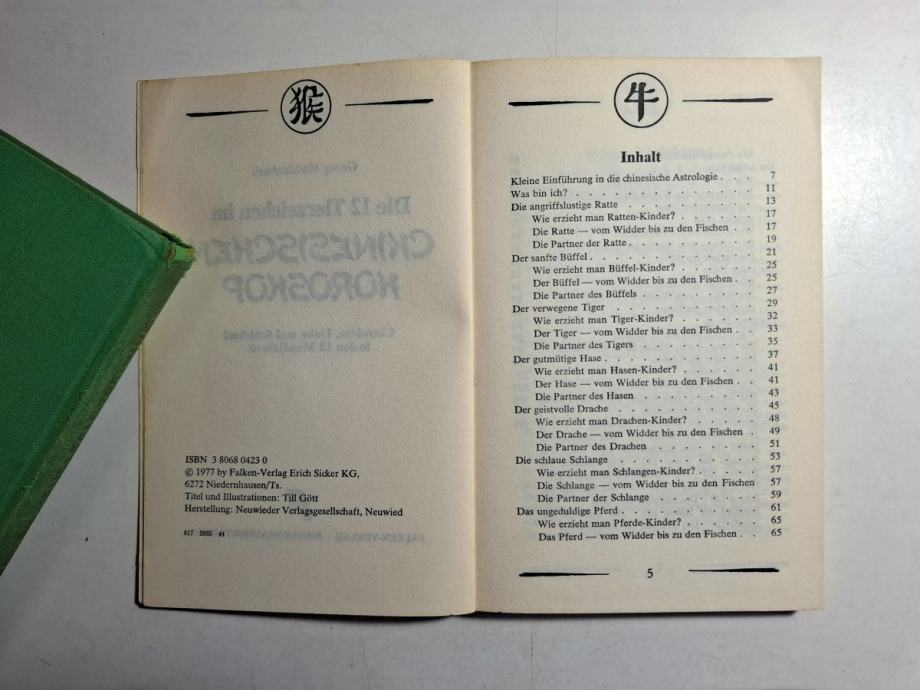 猴
Die 12 Tierzeichen im
CHINESISCHEN
HOROSKOP
ISBN 3 8068 0423 0
© 1977 by Falken-Verlag Erich Sicker KG,
6272 Niedernhausen/Ts.
Titel und Illustrationen: Till Gött
Herstellung: Neuwieder Verlagsgesellschaft, Neuwied
817 2635 44
牛
Inhalt
Kleine Einführung in die chinesische Astrologie . . . 7
Was bin ich? . . . . . . . . . . . . 11
Die angriffslustige Ratte . . . . . . . . . 13
Wie erzieht man Ratten-Kinder? . . . . . . 17
Die Ratte — vom Widder bis zu den Fischen . . 17
Die Partner der Ratte . . . . . . . . . 19
Der sanfte Büffel . . . . . . . . . . . 21
Wie erzieht man Büffel-Kinder? . . . . . . 25
Der Büffel — vom Widder bis zu den Fischen . . 25
Die Partner des Büffels . . . . . . . . 27
Der verwegene Tiger . . . . . . . . . . 29
Wie erzieht man Tiger-Kinder? . . . . . . 32
Der Tiger — vom Widder bis zu den Fischen . . 33
Die Partner des Tigers . . . . . . . . 35
Der gutmütige Hase . . . . . . . . . . 37
Wie erzieht man Hasen-Kinder? . . . . . . 41
Der Hase — vom Widder bis zu den Fischen . . 41
Die Partner des Hasen . . . . . . . . 43
Der geistvolle Drache . . . . . . . . . 45
Wie erzieht man Drachen-Kinder? . . . . . 48
Der Drache — vom Widder bis zu den Fischen . 49
Die Partner des Drachen . . . . . . . 51
Die schlaue Schlange . . . . . . . . . 53
Wie erzieht man Schlangen-Kinder? . . . . . 57
Die Schlange — vom Widder bis zu den Fischen 57
Die Partner der Schlange . . . . . . . 59
Das ungeduldige Pferd . . . . . . . . . 61
Wie erzieht man Pferde-Kinder? . . . . . . 65
Das Pferd — vom Widder bis zu den Fischen . . 65
5